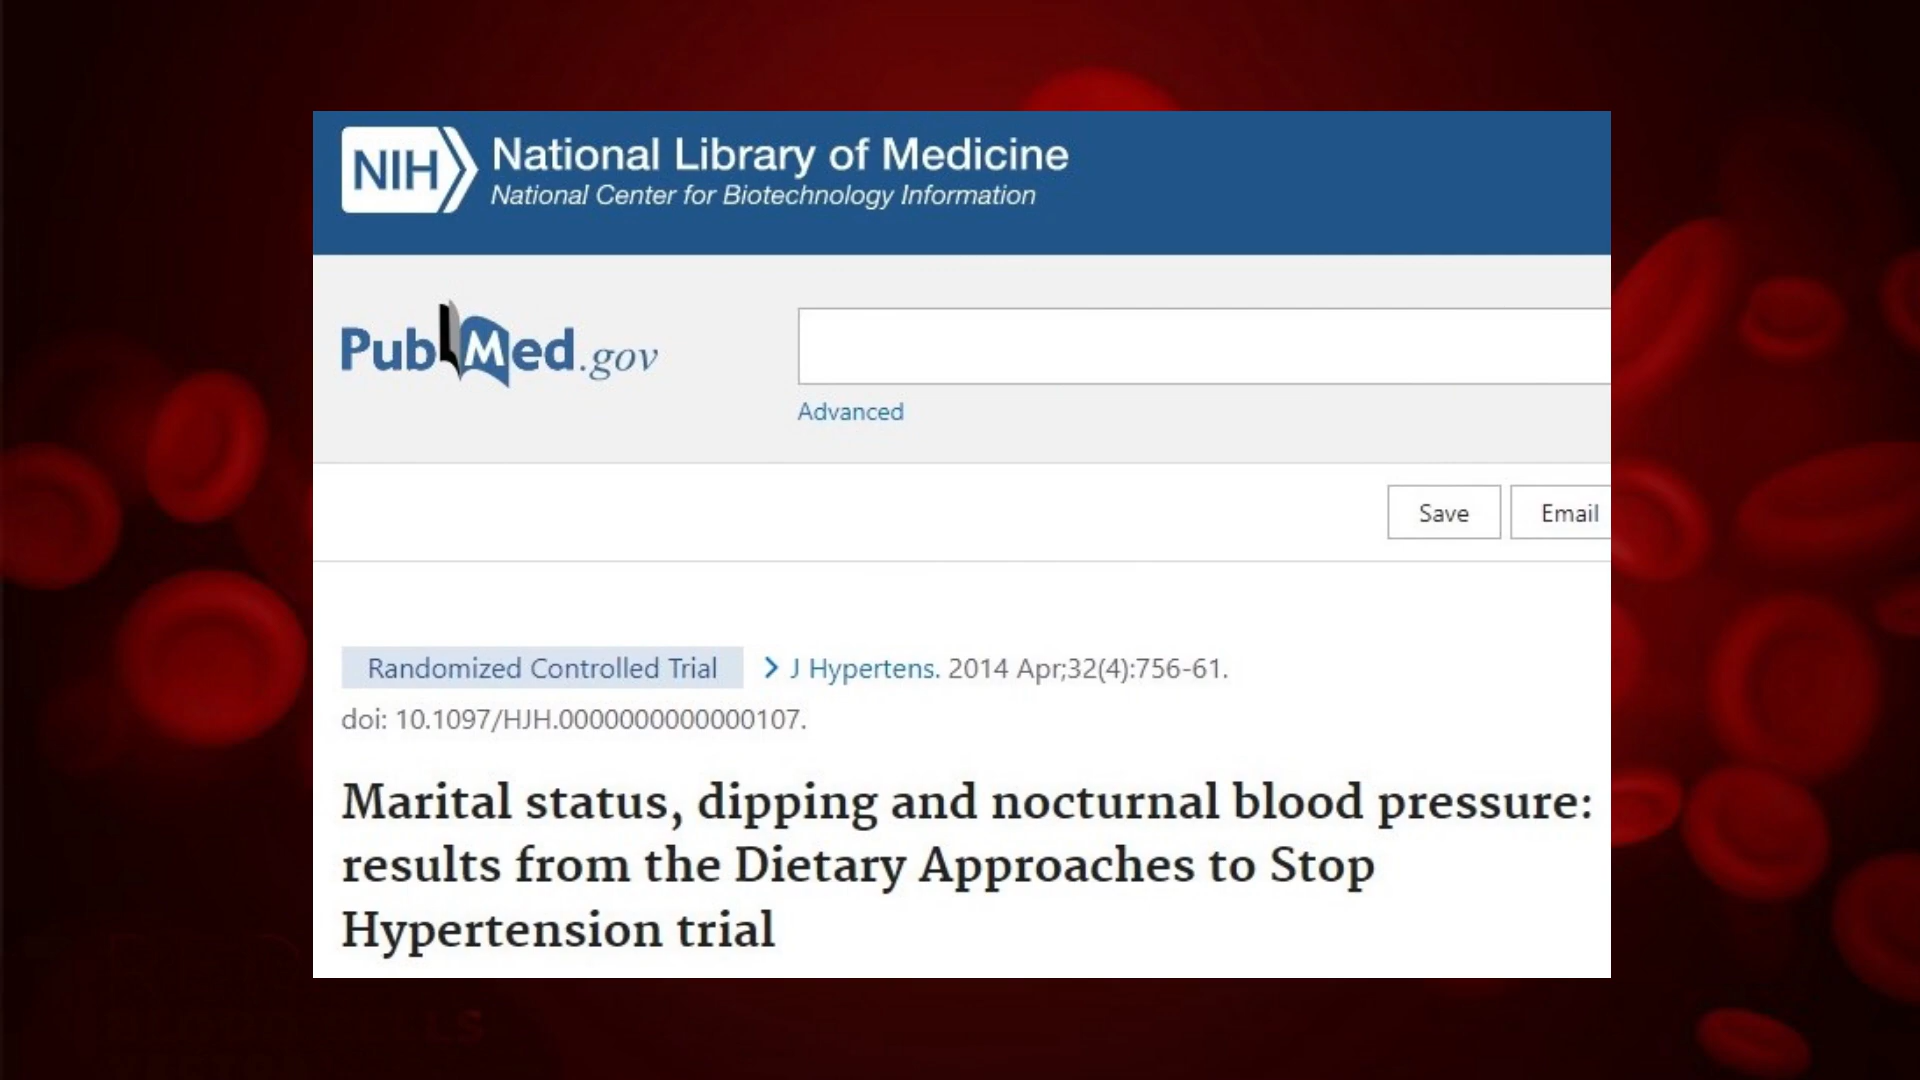 NIH
National Library of Medicine
National Center for Biotechnology Information
PubMed.gov
Advanced
Save Email
Randomized Controlled Trial > J Hypertens. 2014 Apr;32(4):756-61.
doi: 10.1097/HJH.0000000000000107.
Marital status, dipping and nocturnal blood pressure:
results from the Dietary Approaches to Stop
Hypertension trial